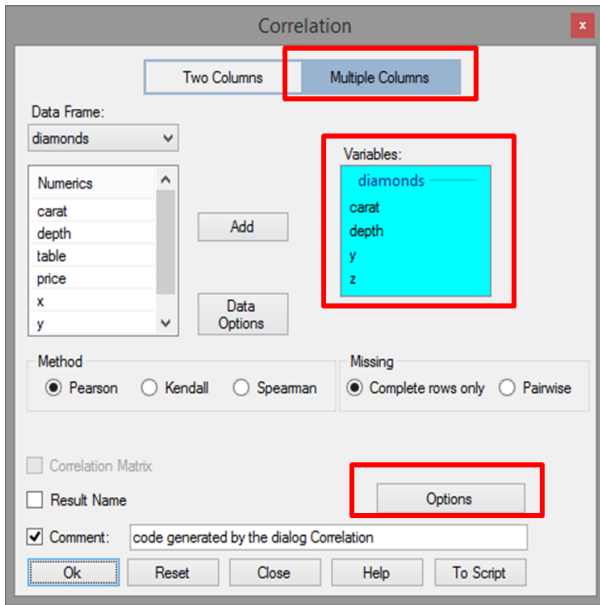 Correlation
x
Two Columns
Multiple Columns
Data Frame:
diamonds
Numerics
carat
depth
table
price
x
y
Add
Data
Options
Variables:
diamonds
carat
depth
y
z
Method
Pearson
Kendall
Spearman
Missing
Complete rows only
Pairwise
Correlation Matrix
Result Name
Options
Comment:
code generated by the dialog Correlation
Ok
Reset
Close
Help
To Script